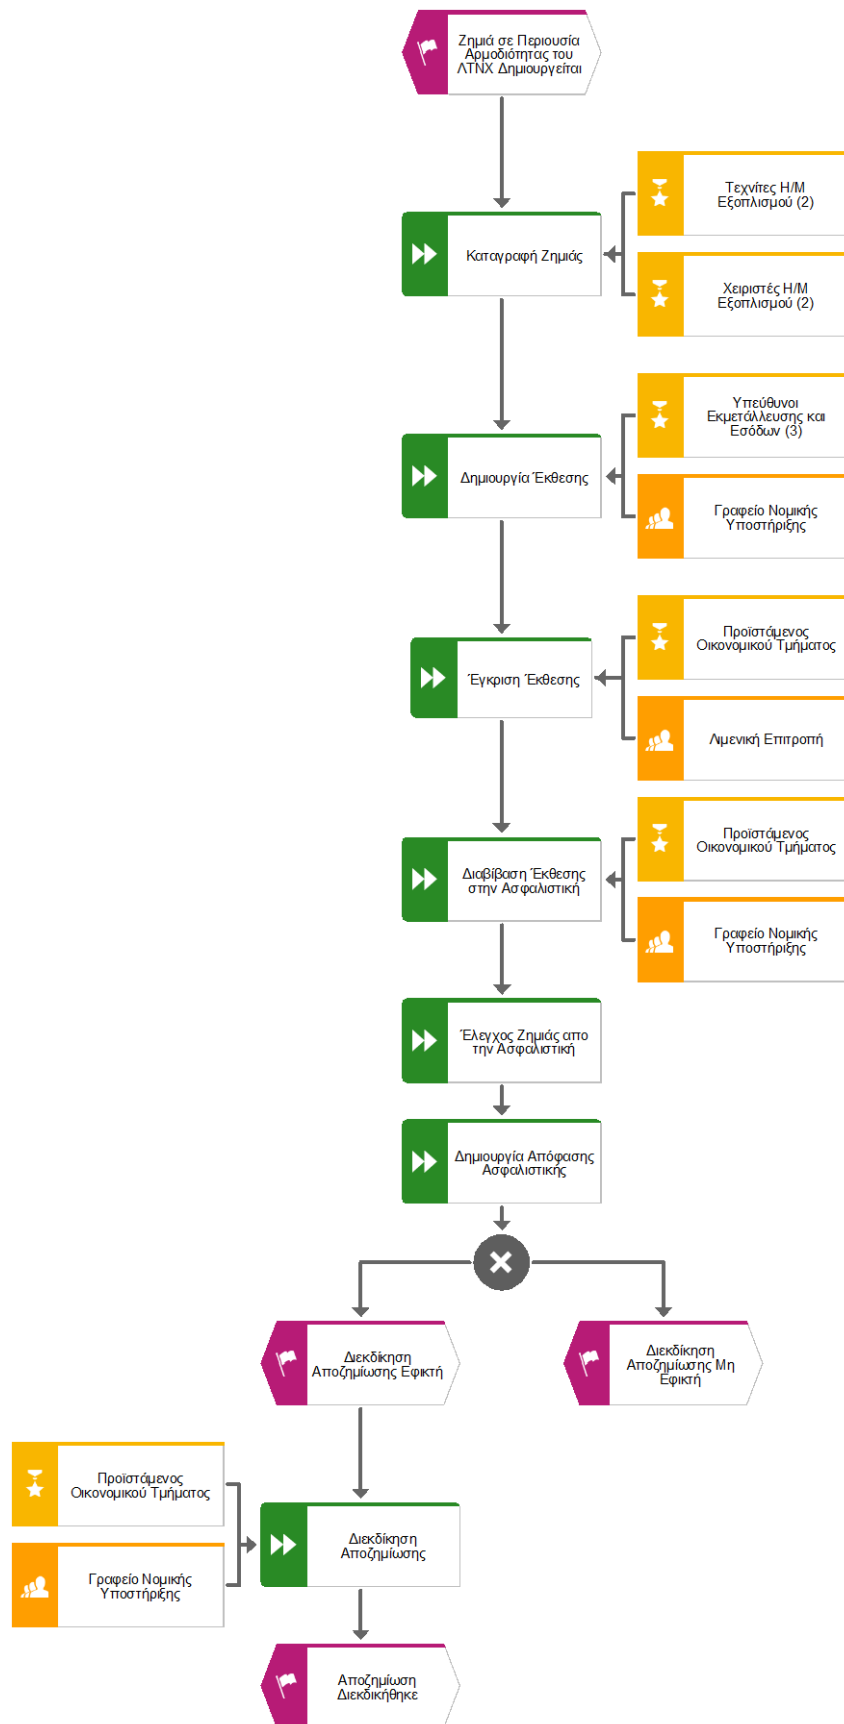 Ζημιά σε Περιουσία
Αρμοδιότητας του
ΛΤΝΧ Δημιουργείται
Τεχνίτες Η/Μ
Εξοπλισμού (2)
Καταγραφή Ζημιάς
Χειριστές Η/Μ
Εξοπλισμού (2)
Υπεύθυνοι
Εκμετάλλευσης και
Εσόδων (3)
Δημιουργία Έκθεσης
Γραφείο Νομικής
Υποστήριξης
Προϊστάμενος
Οικονομικού Τμήματος
Έγκριση Έκθεσης
Λιμενική Επιτροπή
Προϊστάμενος
Οικονομικού Τμήματος
Διαβίβαση Έκθεσης
στην Ασφαλιστική
Γραφείο Νομικής
Υποστήριξης
Έλεγχος Ζημιάς απο
την Ασφαλιστική
Δημιουργία Απόφασης
Ασφαλιστικής
Διεκδίκηση
Αποζημίωσης Εφικτή
Διεκδίκηση
Αποζημίωσης Μη
Εφικτή
Προϊστάμενος
Οικονομικού Τμήματος
Διεκδίκηση
Αποζημίωσης
Γραφείο Νομικής
Υποστήριξης
Αποζημίωση
Διεκδικήθηκε